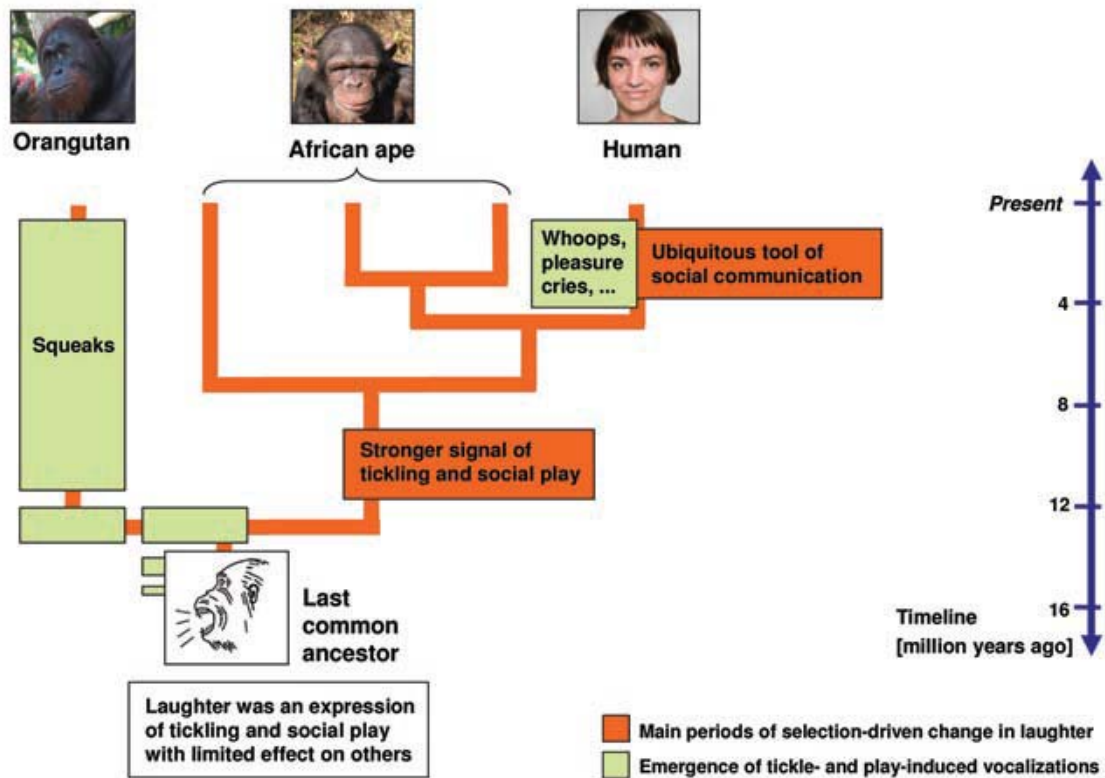 Orangutan
African ape
Human
Present
Whoops,
pleasure
cries, ...
Ubiquitous tool of
social communication
4
Squeaks
8
Stronger signal of
tickling and social play
12
Last
common
ancestor
16
Timeline
[million years ago]
Laughter was an expression
of tickling and social play
with limited effect on others
Main periods of selection-driven change in laughter
Emergence of tickle- and play-induced vocalizations